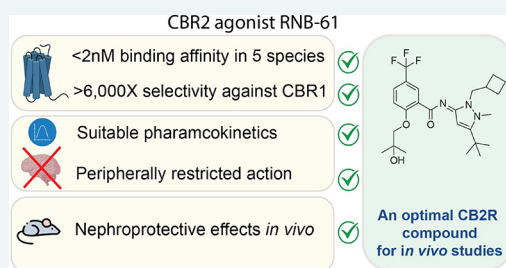 CBR2 agonist RNB-61
<2nM binding affinity in 5 species
>6,000X selectivity against CBR1
Suitable pharamcokinetics
Peripherally restricted action
Nephroprotective effects in vivo
F
F F
N
N
N
O
O
OH
An optimal CB2R
compound
for in vivo studies